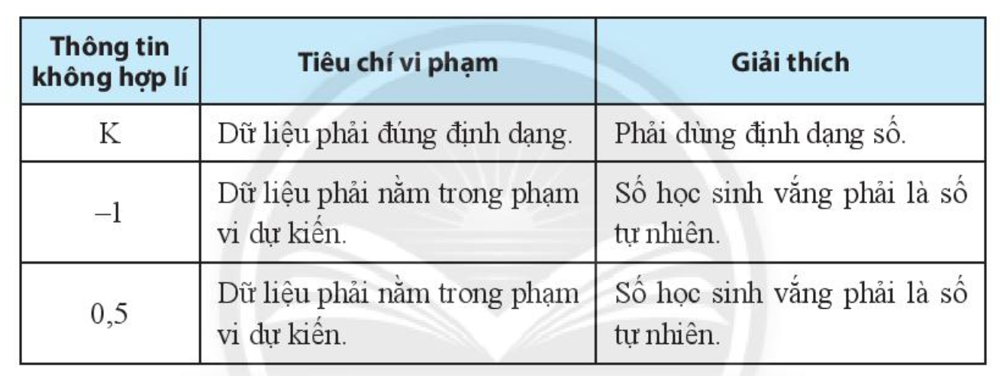 Thông tin
không hợp lí
Tiêu chí vi phạm
Giải thích
K
Dữ liệu phải đúng định dạng.
Phải dùng định dạng số.
–1
Dữ liệu phải nằm trong phạm
vi dự kiến.
Số học sinh vắng phải là số
tự nhiên.
0,5
Dữ liệu phải nằm trong phạm
vi dự kiến.
Số học sinh vắng phải là số
tự nhiên.